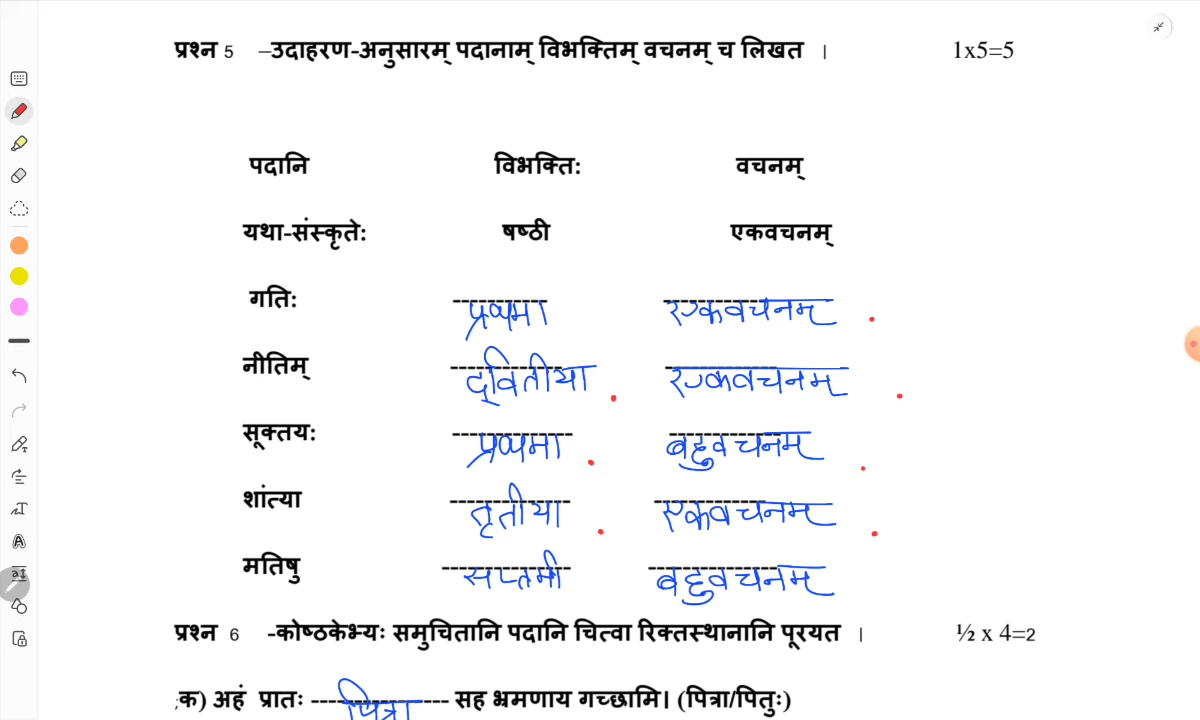 प्रश्न 5 –उदाहरण-अनुसारम् पदानाम् विभक्तिम् वचनम् च लिखत । 1x5=5
पदानि विभक्ति: वचनम्
यथा-संस्कृते: षष्ठी एकवचनम्
गति: ---------- प्रथमा ---------- एकवचनम्
नीतिम् ---------- द्वितीया ---------- एकवचनम्
सूक्तय: ---------- प्रथमा ---------- बहुवचनम्
शांत्या ---------- तृतीया ---------- एकवचनम्
मतिषु ---------- सप्तमी ---------- बहुवचनम्
प्रश्न 6 -कोष्ठकेभ्यः समुचितानि पदानि चित्वा रिक्तस्थानानि पूरयत । ½ x 4=2
क) अहं प्रातः ---------- पित्रा ---------- सह भ्रमणाय गच्छामि। (पित्रा/पितुः)